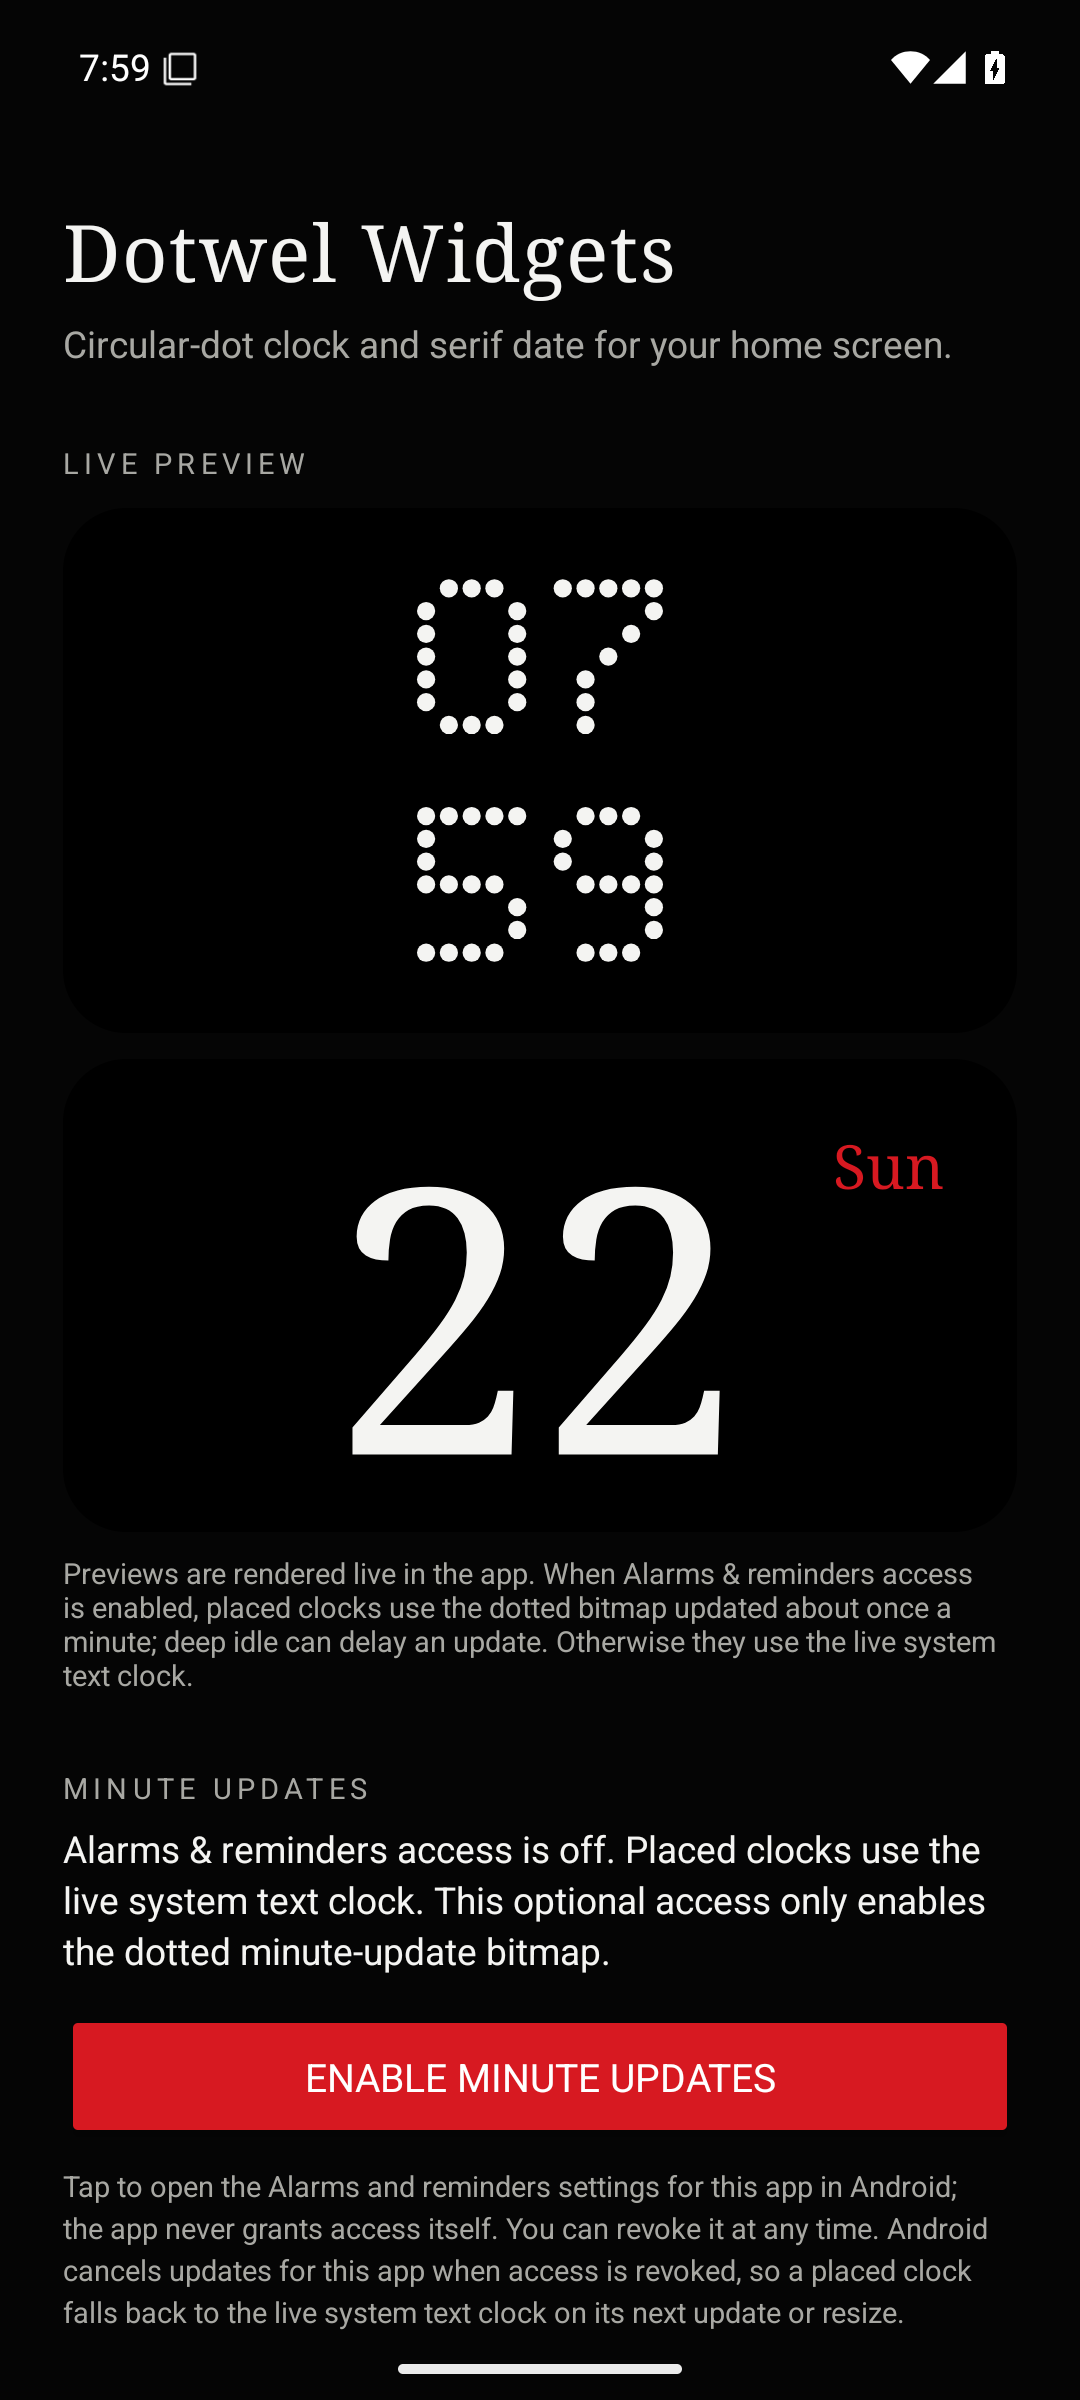 7:59
Dotwel Widgets
Circular-dot clock and serif date for your home screen.
LIVE PREVIEW
07
59
Sun
22
Previews are rendered live in the app. When Alarms & reminders access
is enabled, placed clocks use the dotted bitmap updated about once a
minute; deep idle can delay an update. Otherwise they use the live system
text clock.
MINUTE UPDATES
Alarms & reminders access is off. Placed clocks use the
live system text clock. This optional access only enables
the dotted minute-update bitmap.
ENABLE MINUTE UPDATES
Tap to open the Alarms and reminders settings for this app in Android;
the app never grants access itself. You can revoke it at any time. Android
cancels updates for this app when access is revoked, so a placed clock
falls back to the live system text clock on its next update or resize.